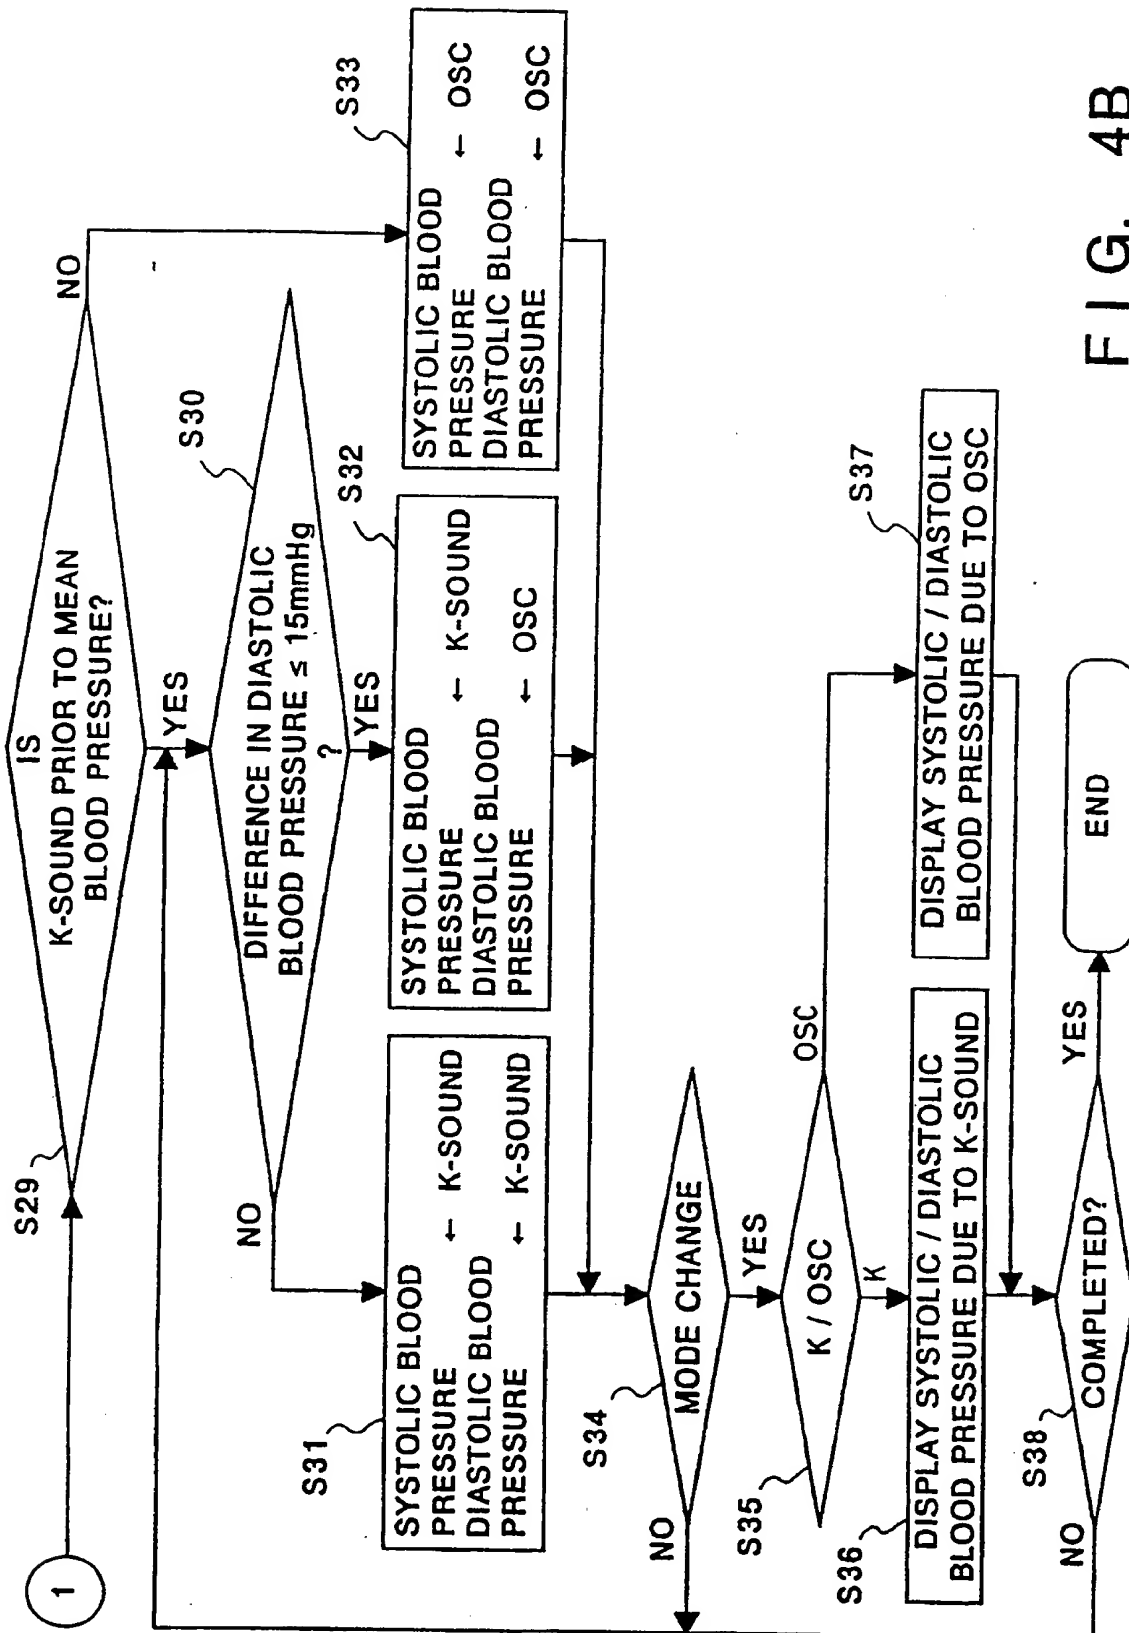 1
S29
IS
K-SOUND PRIOR TO MEAN
BLOOD PRESSURE?
NO
YES
S30
DIFFERENCE IN DIASTOLIC
BLOOD PRESSURE ≤ 15mmHg
?
NO
YES
S31
SYSTOLIC BLOOD
PRESSURE ← K-SOUND
DIASTOLIC BLOOD
PRESSURE ← K-SOUND
S32
SYSTOLIC BLOOD
PRESSURE ← K-SOUND
DIASTOLIC BLOOD
PRESSURE ← OSC
S33
SYSTOLIC BLOOD
PRESSURE ← OSC
DIASTOLIC BLOOD
PRESSURE ← OSC
S34
MODE CHANGE
NO
YES
S35
K / OSC
OSC
K
S36
DISPLAY SYSTOLIC / DIASTOLIC
BLOOD PRESSURE DUE TO K-SOUND
S37
DISPLAY SYSTOLIC / DIASTOLIC
BLOOD PRESSURE DUE TO OSC
S38
COMPLETED?
NO
YES
END
FIG. 4B